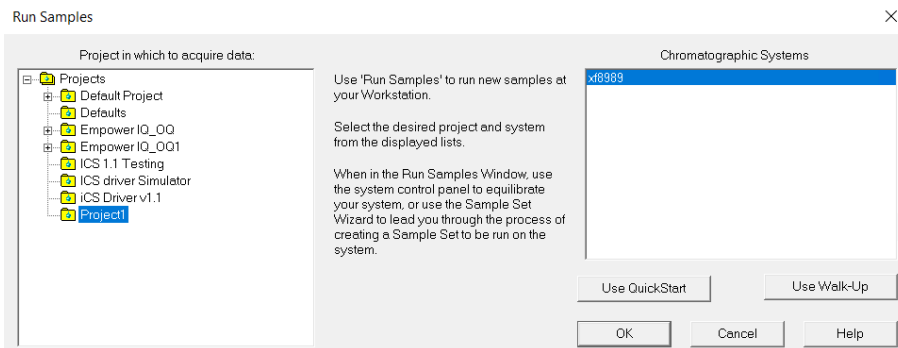 Run Samples
Project in which to acquire data:
Projects
Default Project
Defaults
Empower IQ_OQ
Empower IQ_OQ1
ICS 1.1 Testing
ICS driver Simulator
iCS Driver v1.1
Project1
Use 'Run Samples' to run new samples at
your Workstation.
Select the desired project and system
from the displayed lists.
When in the Run Samples Window, use
the system control panel to equilibrate
your system, or use the Sample Set
Wizard to lead you through the process of
creating a Sample Set to be run on the
system.
Chromatographic Systems
xf8989
Use QuickStart
Use Walk-Up
OK
Cancel
Help